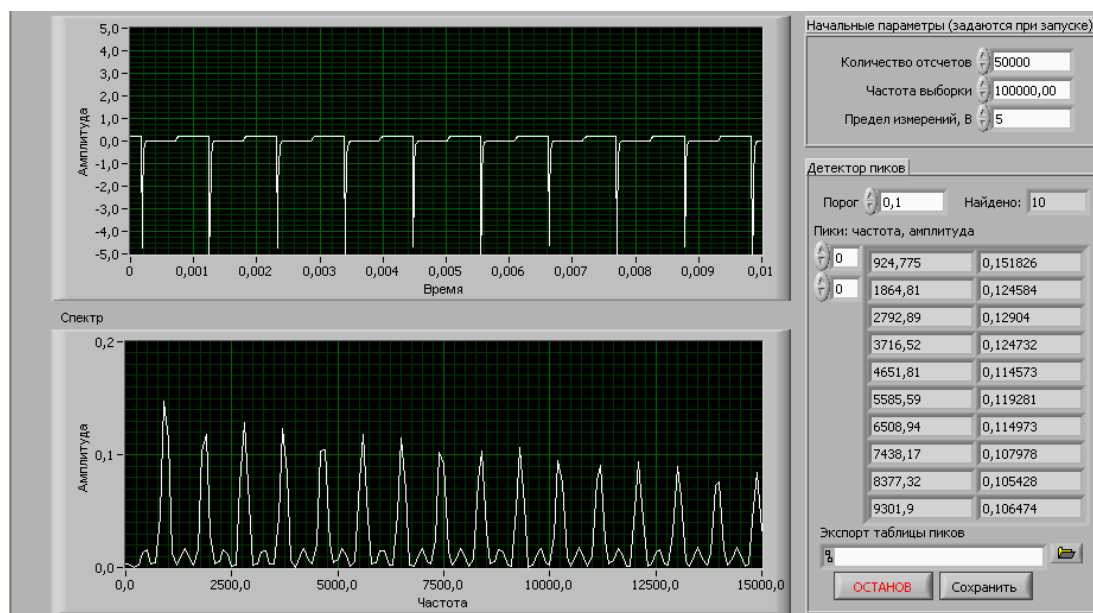 5,0
4,0
3,0
2,0
1,0
0,0
-1,0
-2,0
-3,0
-4,0
-5,0
Амплитуда
0 0,001 0,002 0,003 0,004 0,005 0,006 0,007 0,008 0,009 0,01
Время
Спектр
0,2
0,1
0,0
Амплитуда
0,0 2500,0 5000,0 7500,0 10000,0 12500,0 15000,0
Частота
Начальные параметры (задаются при запуске)
Количество отсчетов 50000
Частота выборки 100000,00
Предел измерений, В 5
Детектор пиков
Порог 0,1 Найдено: 10
Пики: частота, амплитуда
0 924,775 0,151826
0 1864,81 0,124584
2792,89 0,12904
3716,52 0,124732
4651,81 0,114573
5585,59 0,119281
6508,94 0,114973
7438,17 0,107978
8377,32 0,105428
9301,9 0,106474
Экспорт таблицы пиков
ОСТАНОВ Сохранить